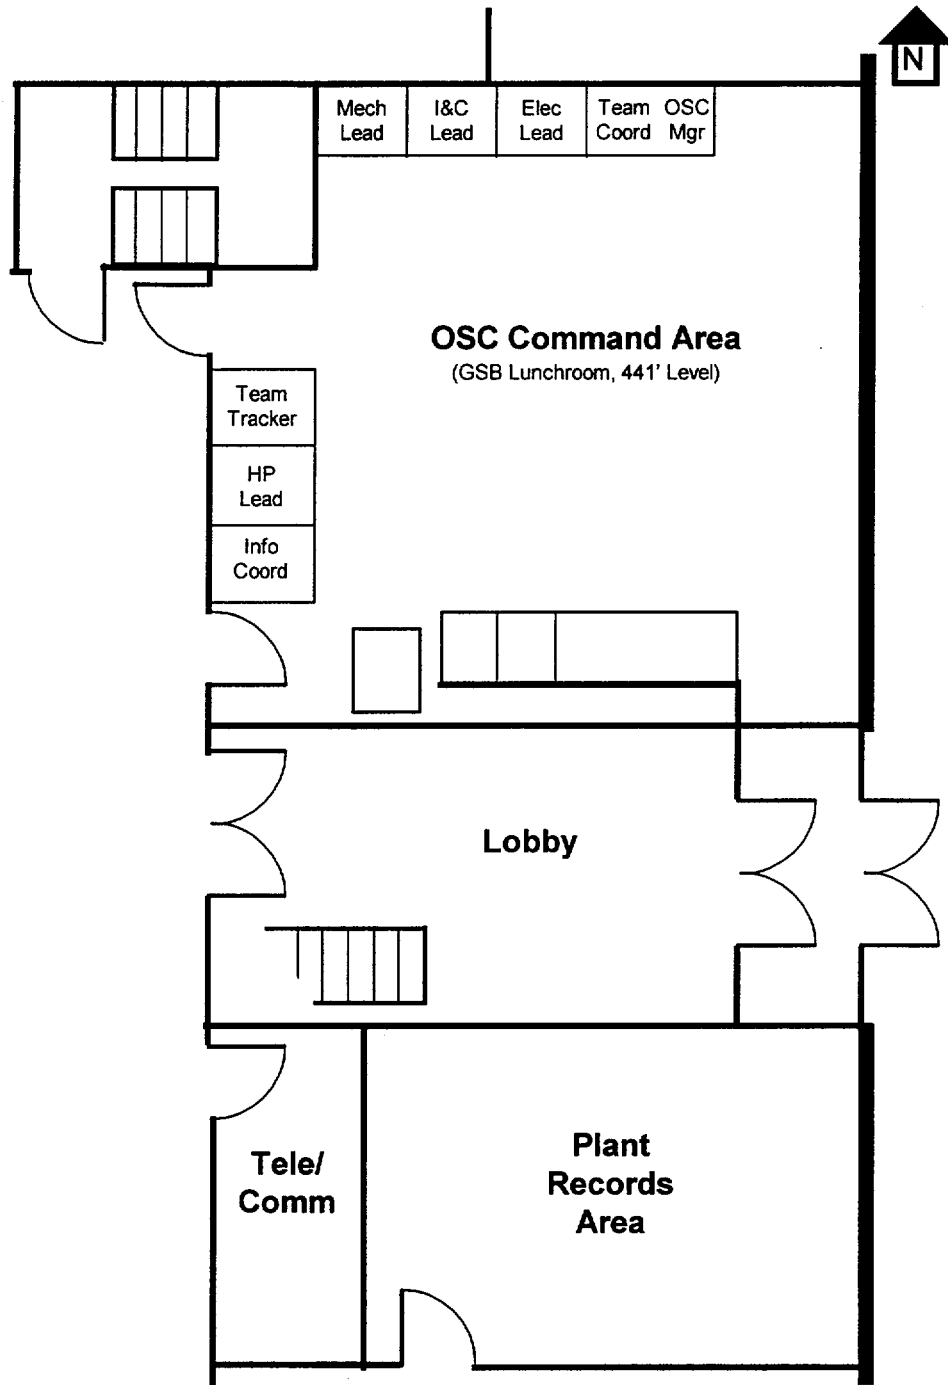 N
Mech
Lead
I&C
Lead
Elec
Lead
Team
Coord
OSC
Mgr
OSC Command Area
(GSB Lunchroom, 441' Level)
Team
Tracker
HP
Lead
Info
Coord
Lobby
Tele/
Comm
Plant
Records
Area